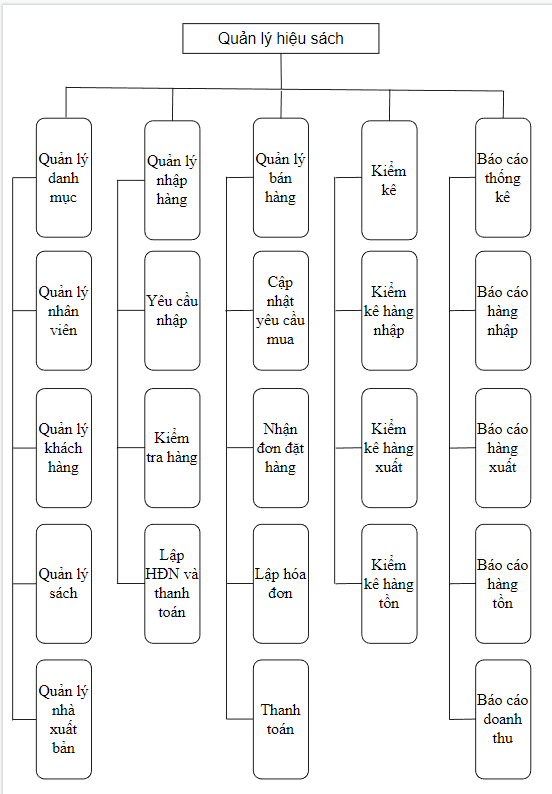 Quản lý hiệu sách
Quản lý
danh
mục
Quản lý
nhập
hàng
Quản lý
bán
hàng
Kiểm
kê
Báo cáo
thống
kê
Quản lý
nhân
viên
Yêu cầu
nhập
Cập
nhật
yêu cầu
mua
Kiểm
kê hàng
nhập
Báo cáo
hàng
nhập
Quản lý
khách
hàng
Kiểm
tra hàng
Nhận
đơn đặt
hàng
Kiểm
kê hàng
xuất
Báo cáo
hàng
xuất
Quản lý
sách
Lập
HĐN và
thanh
toán
Lập hóa
đơn
Kiểm
kê hàng
tồn
Báo cáo
hàng
tồn
Quản lý
nhà
xuất
bản
Thanh
toán
Báo cáo
doanh
thu